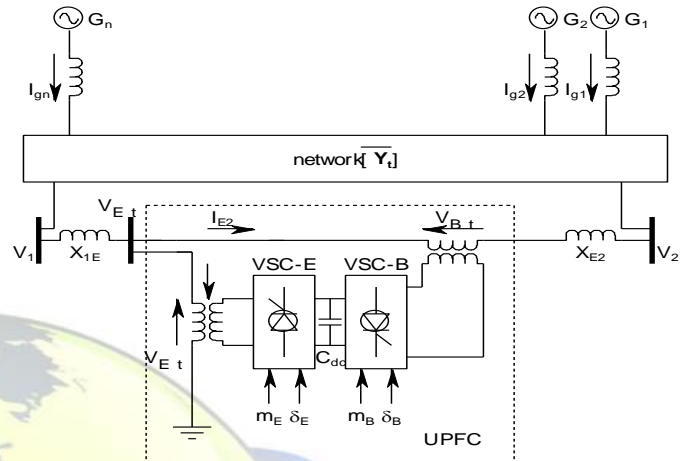 Gn G2 G1
Ign Ig2 Ig1
network[ Yt]
VE t IE2 VB t
V1 X1E VSC-E VSC-B XE2 V2
VE t Cdc
mE δE mB δB
UPFC